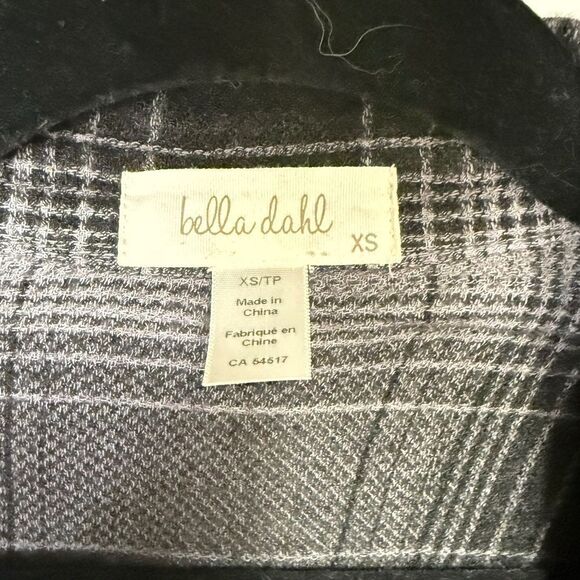 bella dahl
XS
XS/TP
Made in
China
Fabriqué en
Chine
CA 54517